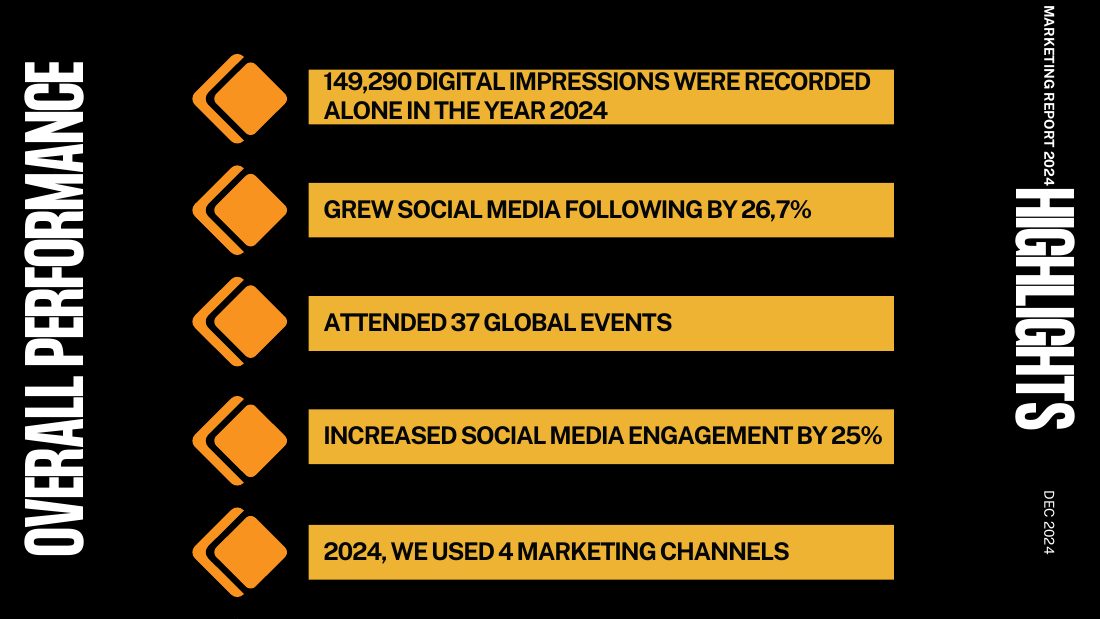 OVERALL PERFORMANCE
149,290 DIGITAL IMPRESSIONS WERE RECORDED
ALONE IN THE YEAR 2024
GREW SOCIAL MEDIA FOLLOWING BY 26,7%
ATTENDED 37 GLOBAL EVENTS
INCREASED SOCIAL MEDIA ENGAGEMENT BY 25%
2024, WE USED 4 MARKETING CHANNELS
MARKETING REPORT 2024
HIGHLIGHTS
DEC 2024